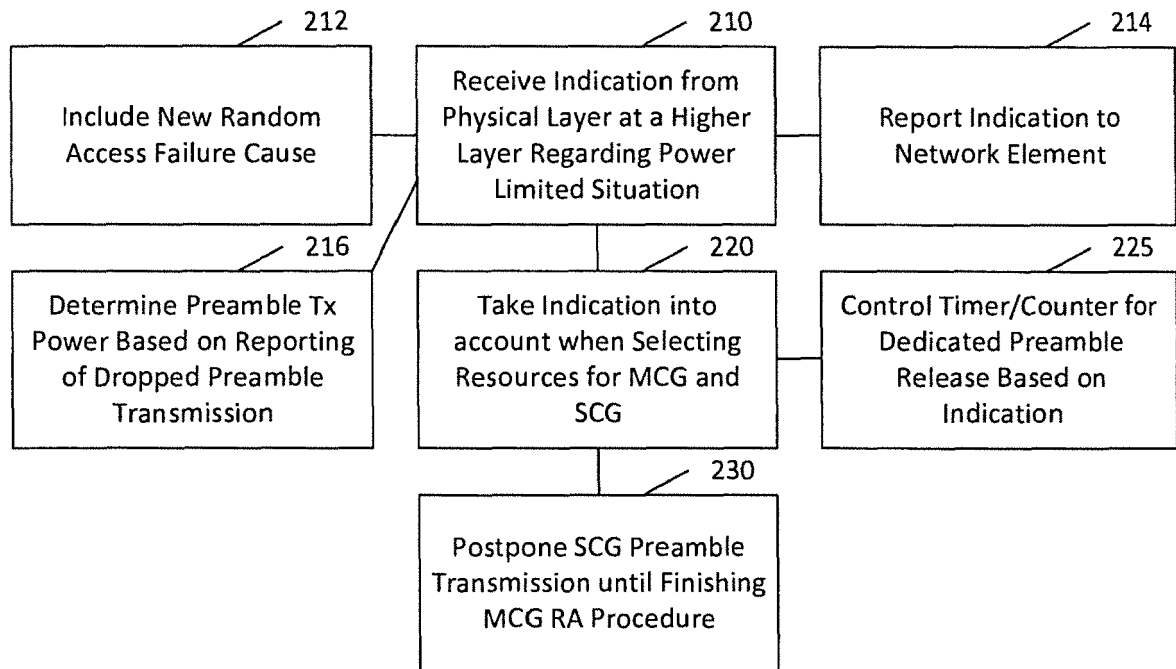 212
Include New Random
Access Failure Cause
210
Receive Indication from
Physical Layer at a Higher
Layer Regarding Power
Limited Situation
214
Report Indication to
Network Element
216
Determine Preamble Tx
Power Based on Reporting
of Dropped Preamble
Transmission
220
Take Indication into
account when Selecting
Resources for MCG and
SCG
225
Control Timer/Counter for
Dedicated Preamble
Release Based on
Indication
230
Postpone SCG Preamble
Transmission until Finishing
MCG RA Procedure